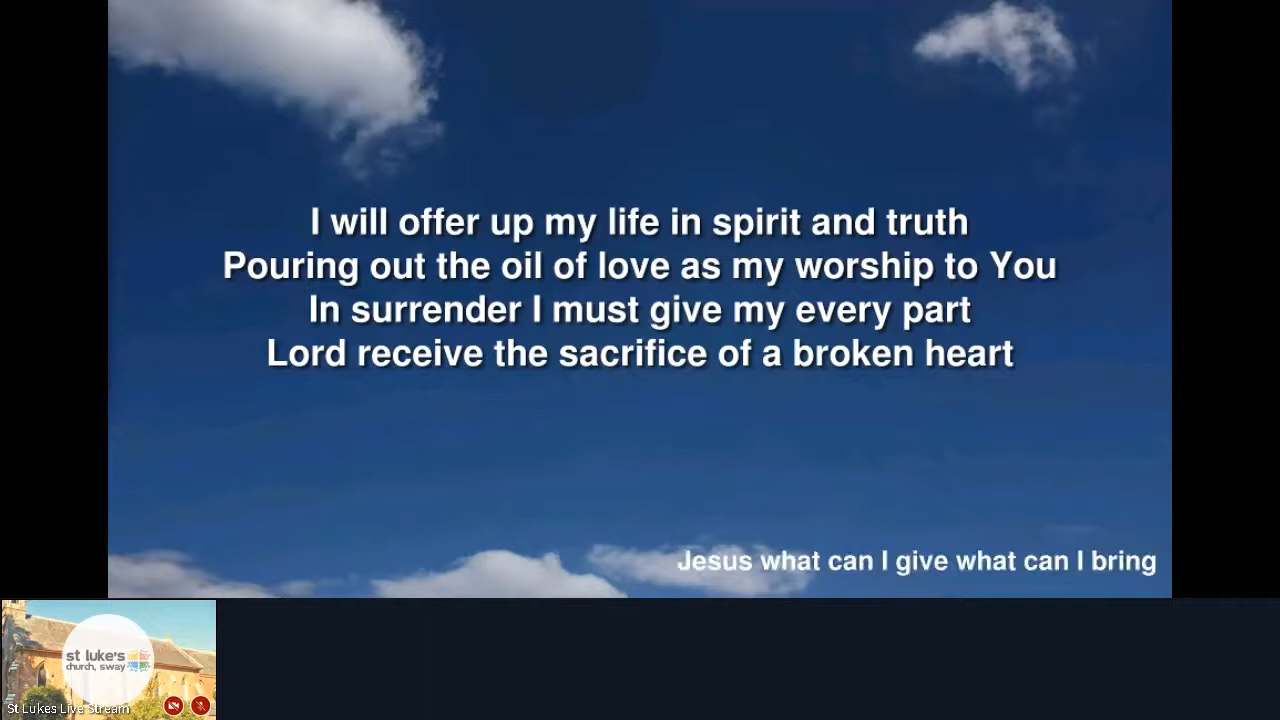 I will offer up my life in spirit and truth
Pouring out the oil of love as my worship to You
In surrender I must give my every part
Lord receive the sacrifice of a broken heart
Jesus what can I give what can I bring
st luke's
church, sway
St Lukes Live Stream